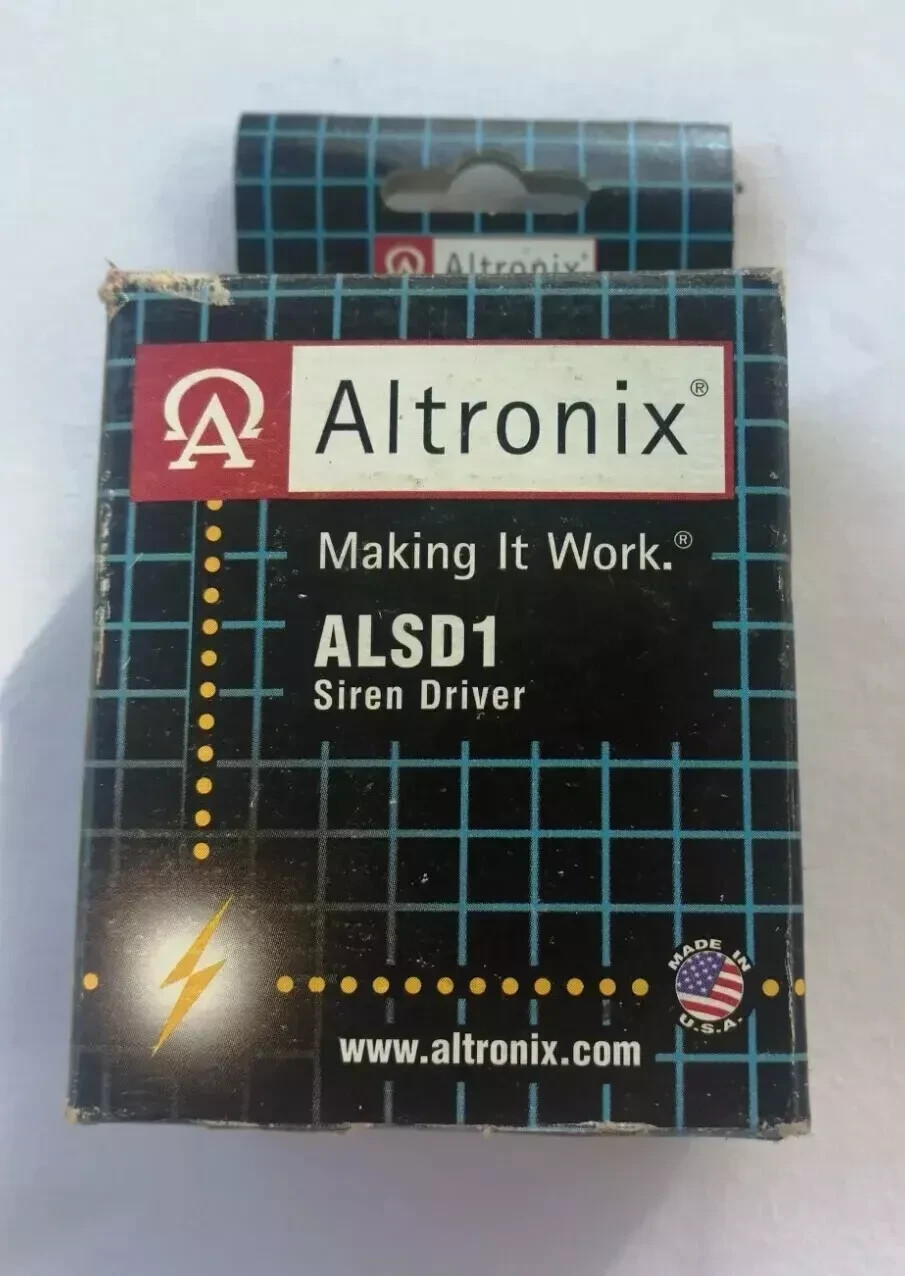 Altronix®
Altronix®
Making It Work.®
ALSD1
Siren Driver
MADE IN
U.S.A.
www.altronix.com